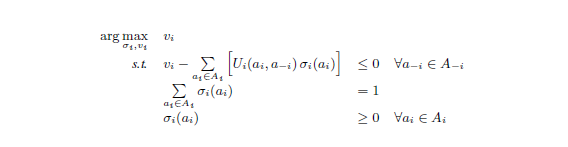 arg max v_i
σ_i,v_i
s.t. v_i − ∑ [U_i(a_i, a_{−i}) σ_i(a_i)] ≤ 0 ∀a_{−i} ∈ A_{−i}
a_i∈A_i
∑ σ_i(a_i) = 1
a_i∈A_i
σ_i(a_i) ≥ 0 ∀a_i ∈ A_i